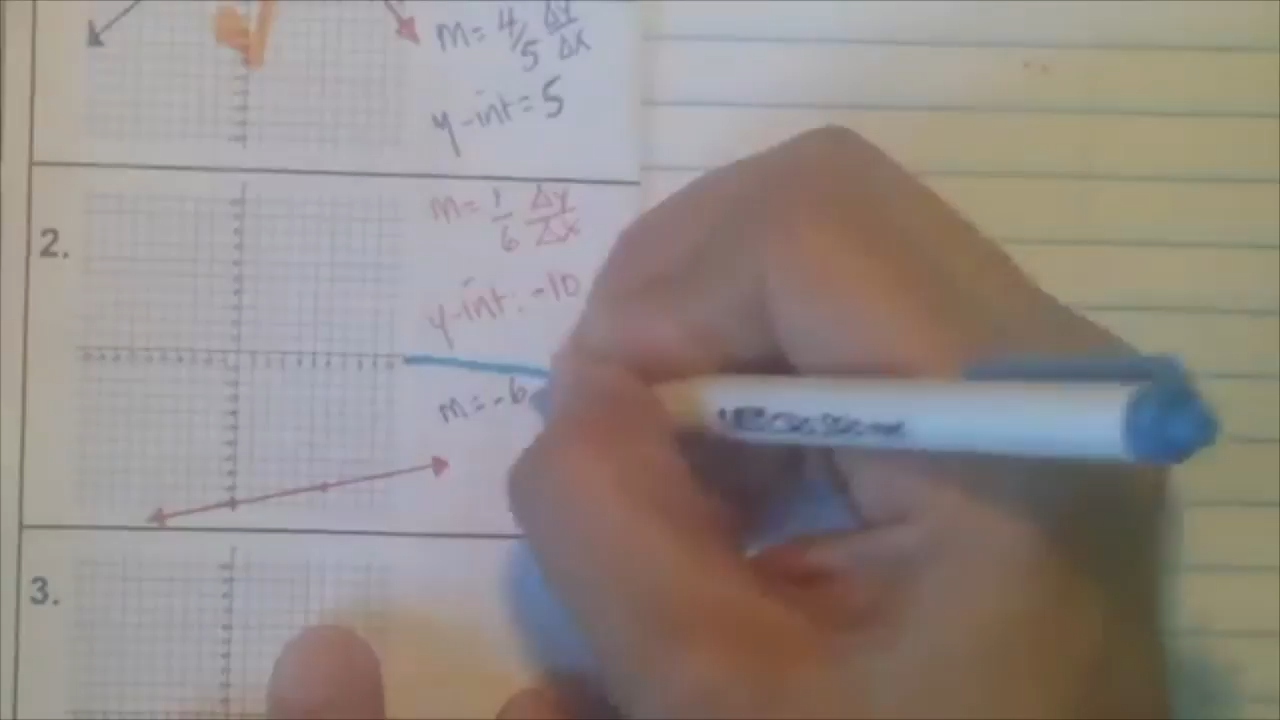 m= 4/5 Δy/Δx
y-int= 5
2.
m= 1/6 Δy/Δx
y-int: -10
m= -6
3.